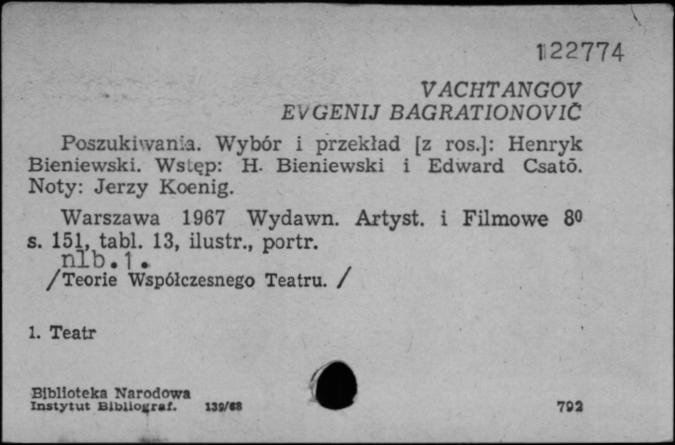 122774
VACHTANGOV
EVGENIJ BAGRATIONOVIČ
Poszukiwania. Wybór i przekład [z ros.]: Henryk
Bieniewski. Wstęp: H. Bieniewski i Edward Csató.
Noty: Jerzy Koenig.
Warszawa 1967 Wydawn. Artyst. i Filmowe 8⁰
s. 151, tabl. 13, ilustr., portr.
nlb.1.
/Teorie Współczesnego Teatru. /
1. Teatr
Biblioteka Narodowa
Instytut Bibliograf. 139/68
792